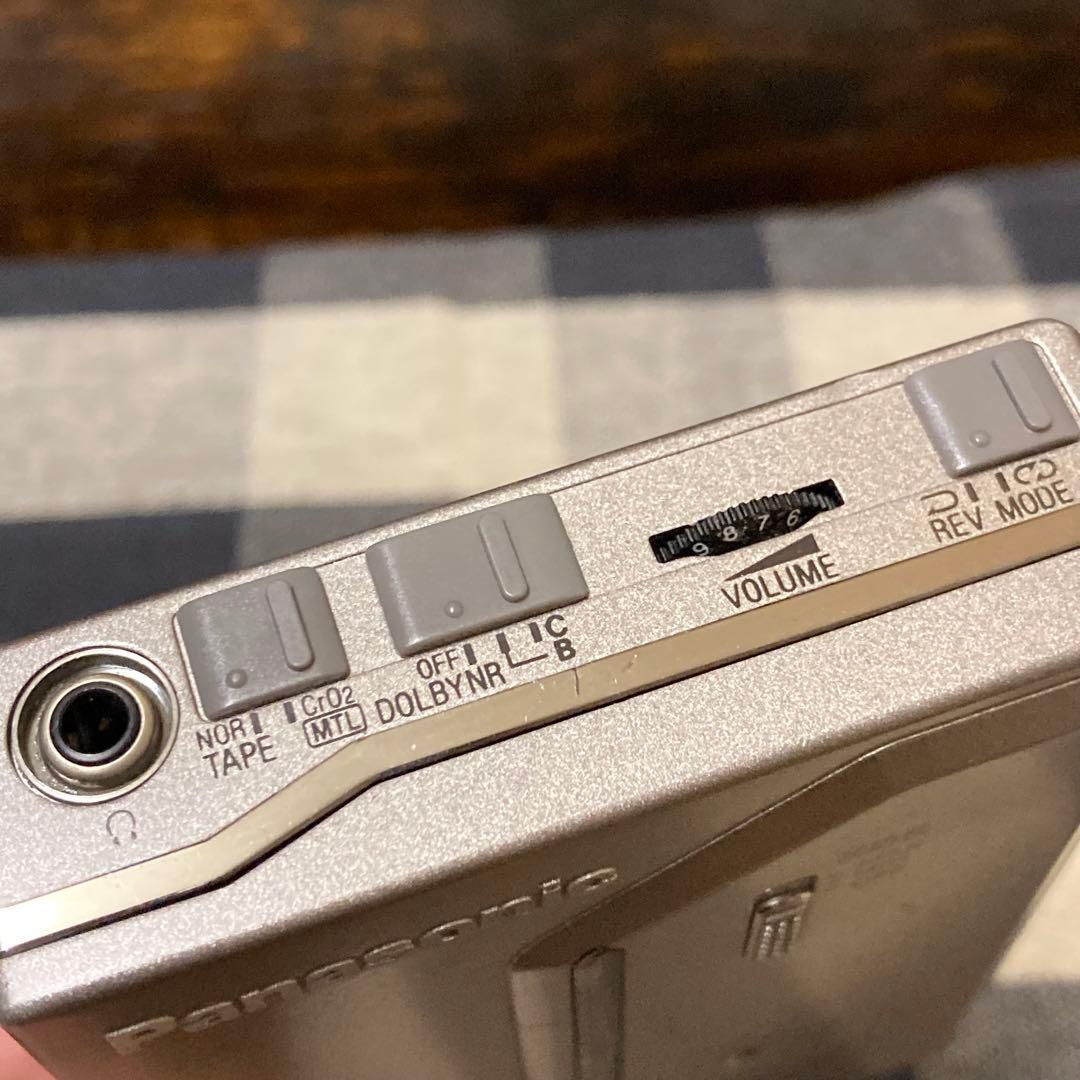 NOR CrO2
MTL
TAPE
OFF C
B
DOLBY NR
9 8 7 6
VOLUME
REV MODE
Panasonic